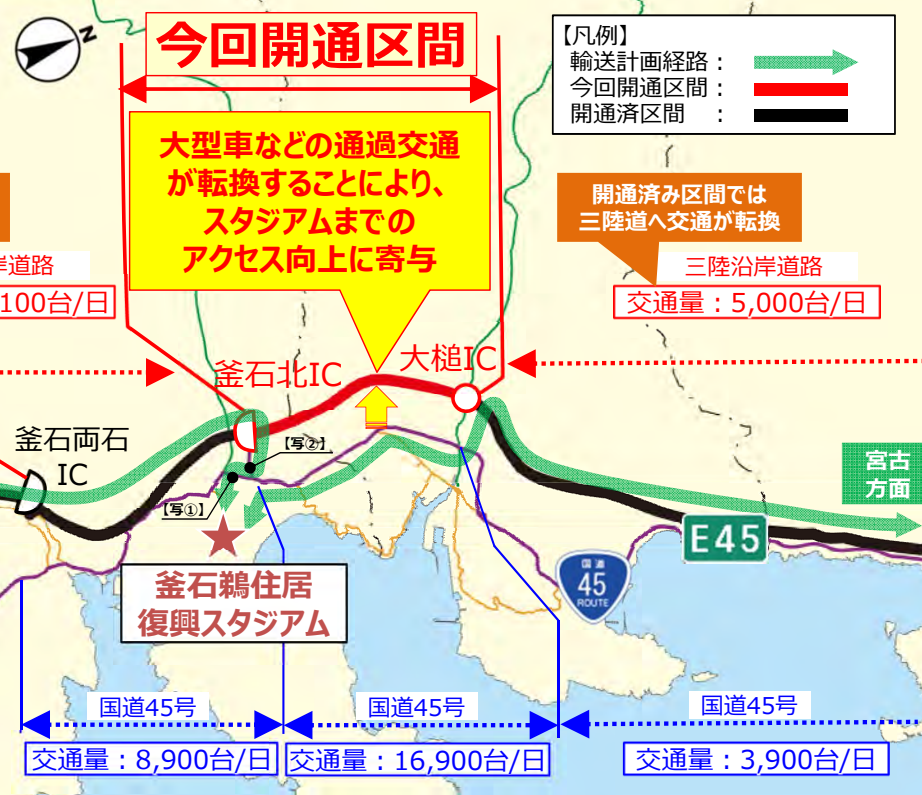 N
今回開通区間
【凡例】
輸送計画経路：
今回開通区間：
開通済区間　：
大型車などの通過交通
が転換することにより、
スタジアムまでの
アクセス向上に寄与
開通済み区間では
三陸道へ交通が転換
岸道路
100台/日
三陸沿岸道路
交通量：5,000台/日
釜石北IC
大槌IC
釜石両石
IC
【写②】
【写①】
宮古
方面
E45
国道
45
ROUTE
釜石鵜住居
復興スタジアム
国道45号
国道45号
国道45号
交通量：8,900台/日
交通量：16,900台/日
交通量：3,900台/日